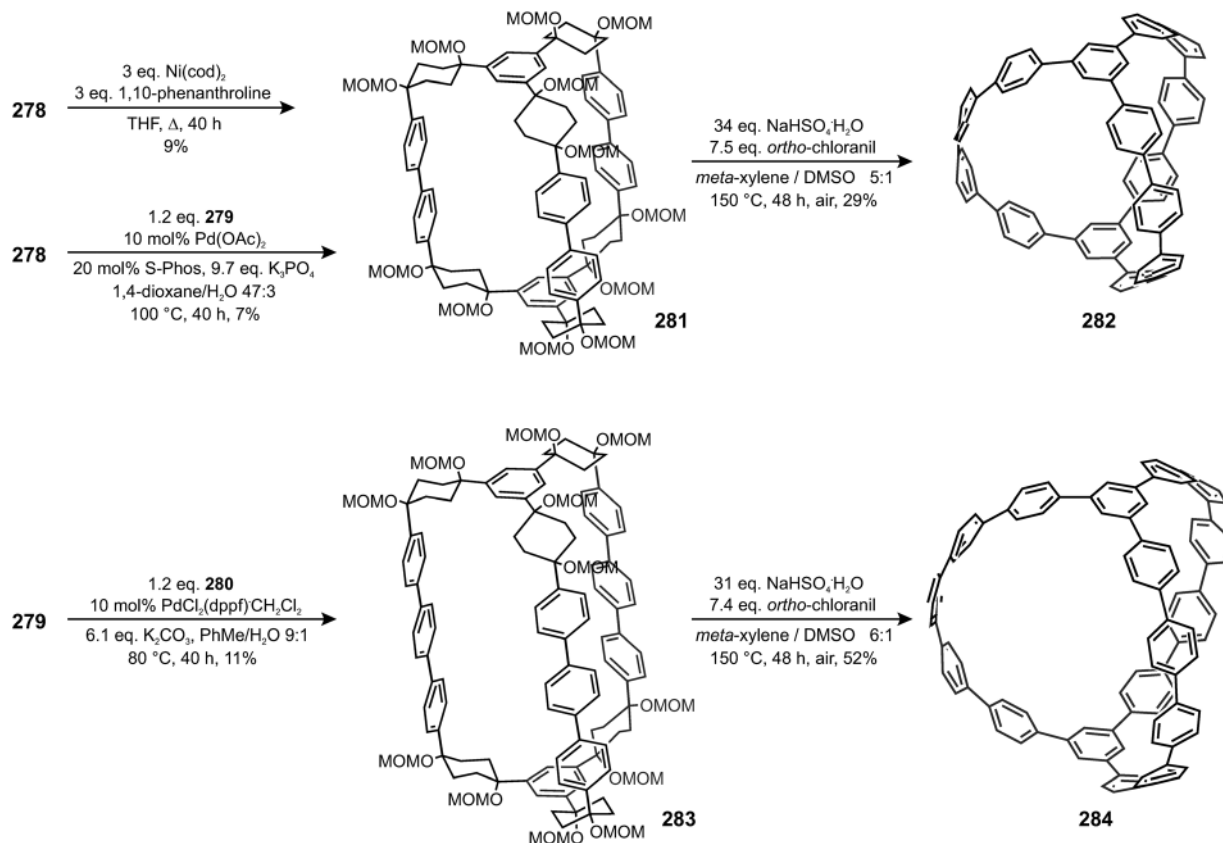 278
3 eq. Ni(cod)₂
3 eq. 1,10-phenanthroline
THF, Δ, 40 h
9%
278
1.2 eq. 279
10 mol% Pd(OAc)₂
20 mol% S-Phos, 9.7 eq. K₃PO₄
1,4-dioxane/H₂O 47:3
100 °C, 40 h, 7%
MOMO
OMOM
MOMO
MOMO
OMOM
OMOM
OMOM
MOMO
MOMO
OMOM
MOMO
OMOM
281
34 eq. NaHSO₄·H₂O
7.5 eq. ortho-chloranil
meta-xylene / DMSO 5:1
150 °C, 48 h, air, 29%
282
279
1.2 eq. 280
10 mol% PdCl₂(dppf)·CH₂Cl₂
6.1 eq. K₂CO₃, PhMe/H₂O 9:1
80 °C, 40 h, 11%
MOMO
OMOM
MOMO
MOMO
OMOM
OMOM
OMOM
MOMO
MOMO
OMOM
MOMO
OMOM
283
31 eq. NaHSO₄·H₂O
7.4 eq. ortho-chloranil
meta-xylene / DMSO 6:1
150 °C, 48 h, air, 52%
284